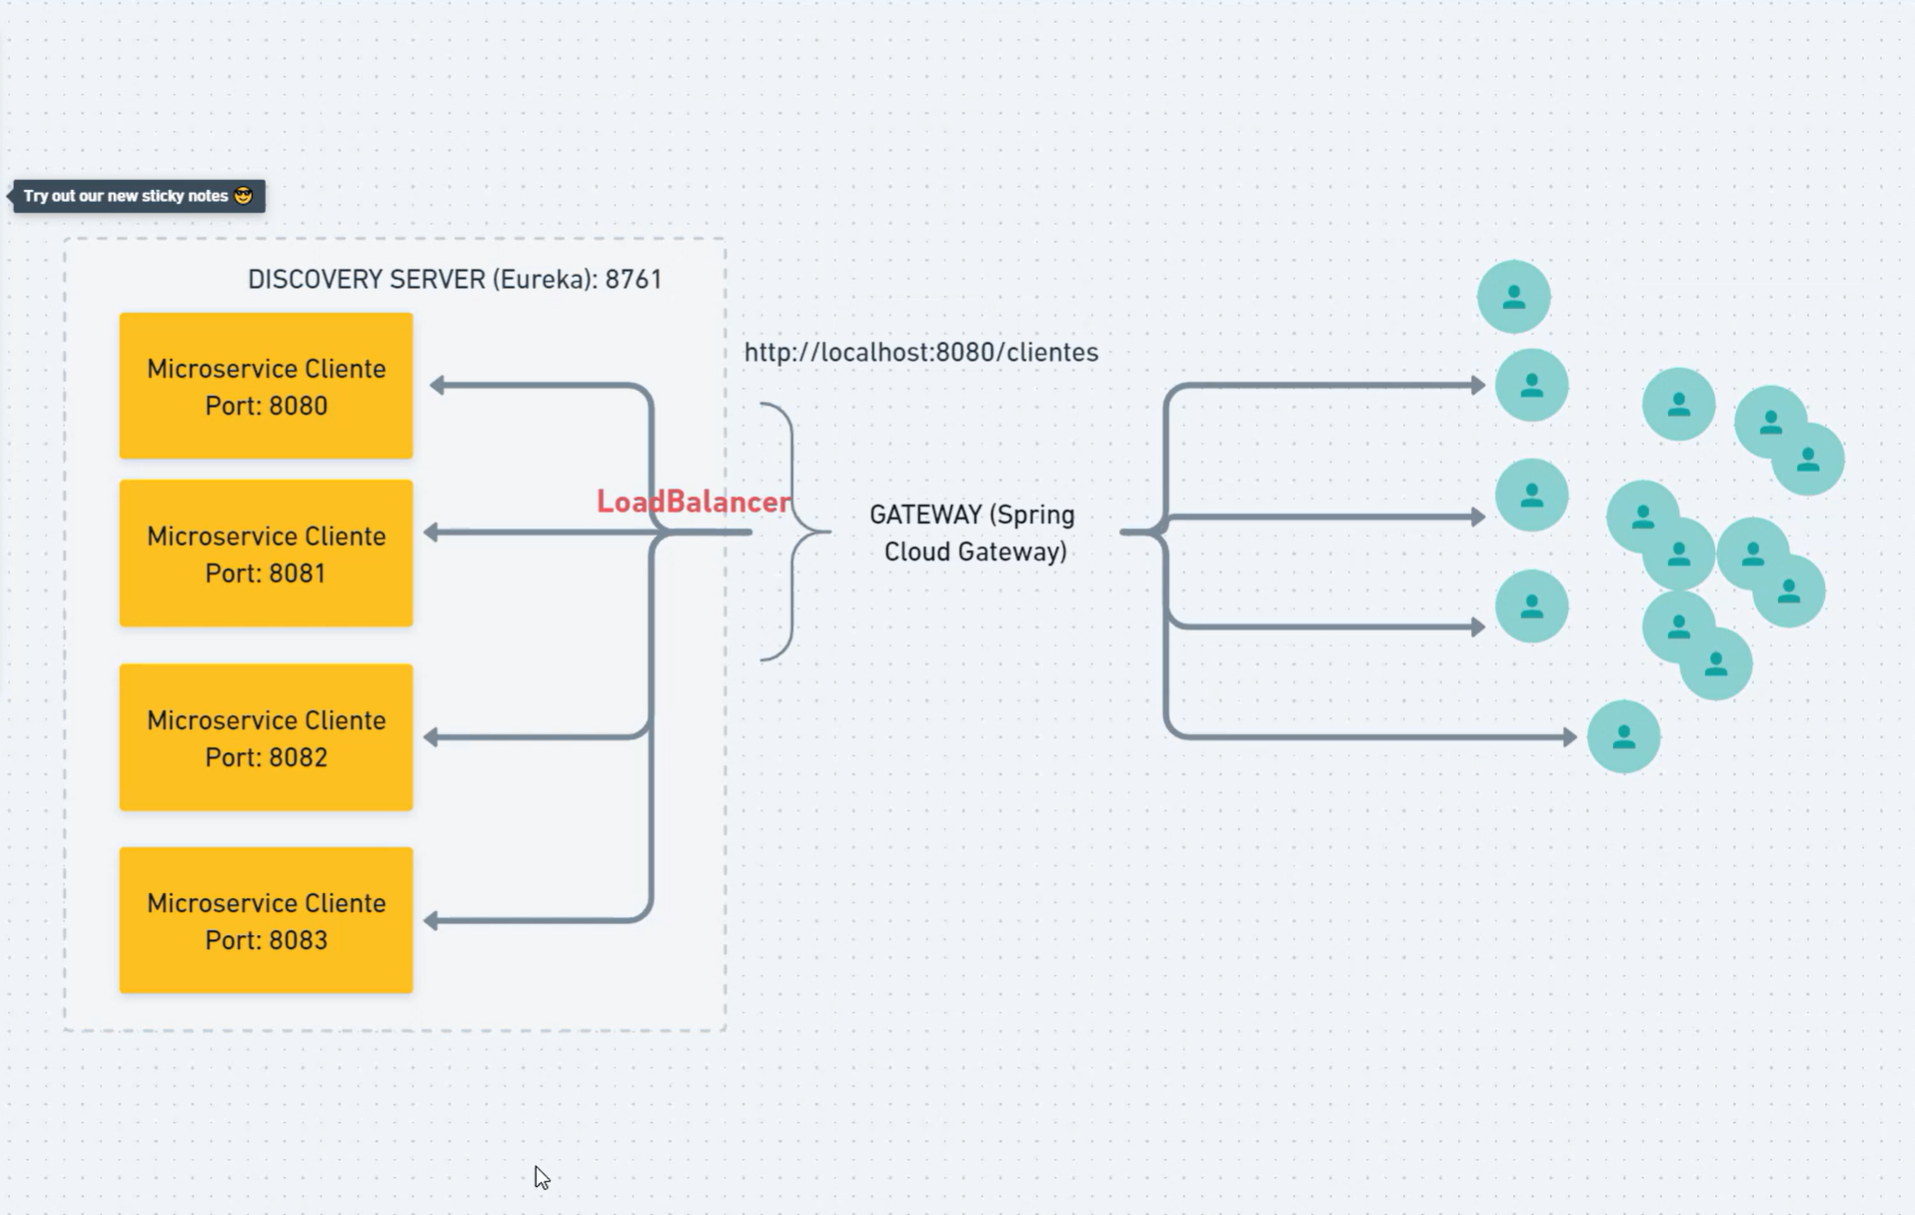 Try out our new sticky notes 😎
DISCOVERY SERVER (Eureka): 8761
Microservice Cliente
Port: 8080
Microservice Cliente
Port: 8081
Microservice Cliente
Port: 8082
Microservice Cliente
Port: 8083
LoadBalancer
http://localhost:8080/clientes
GATEWAY (Spring
Cloud Gateway)